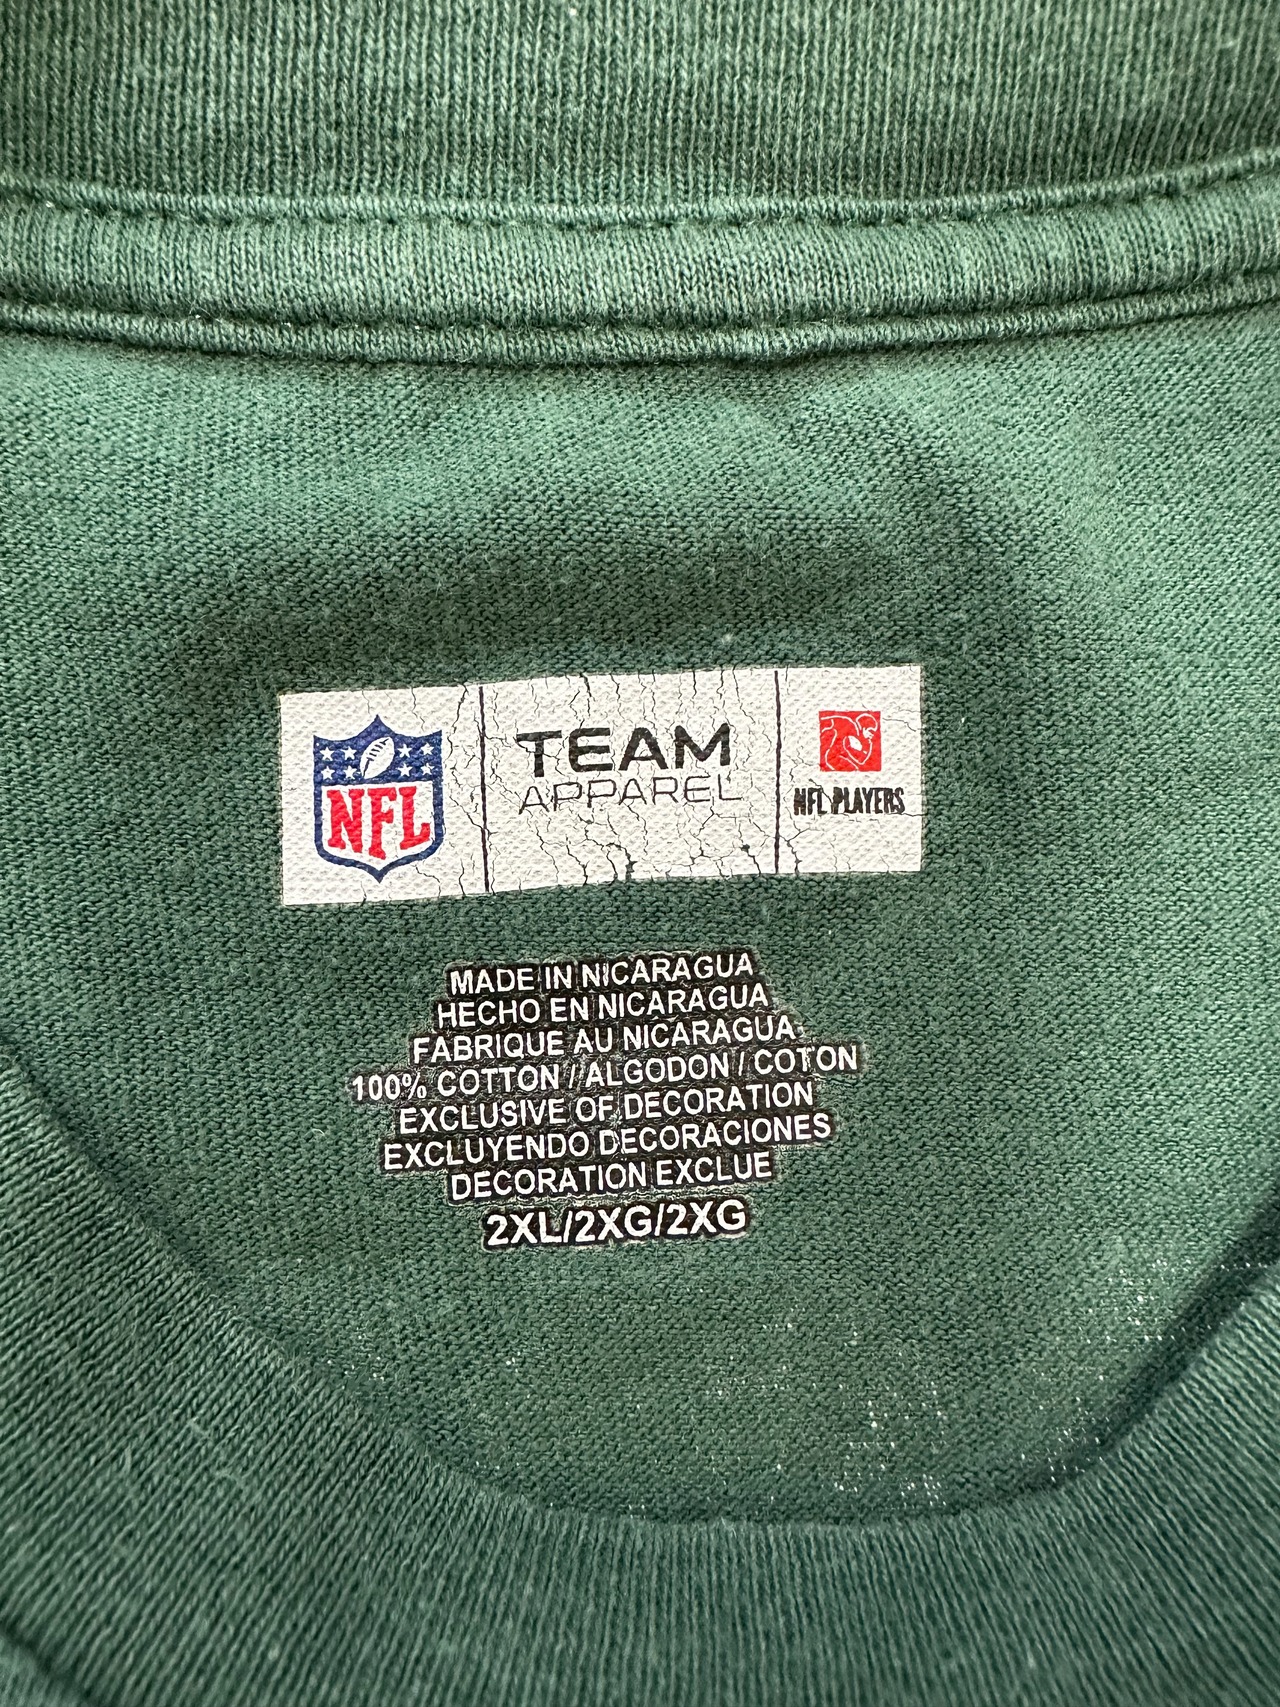 NFL
TEAM
APPAREL
NFL PLAYERS
MADE IN NICARAGUA
HECHO EN NICARAGUA
FABRIQUE AU NICARAGUA
100% COTTON / ALGODON / COTON
EXCLUSIVE OF DECORATION
EXCLUYENDO DECORACIONES
DECORATION EXCLUE
2XL/2XG/2XG